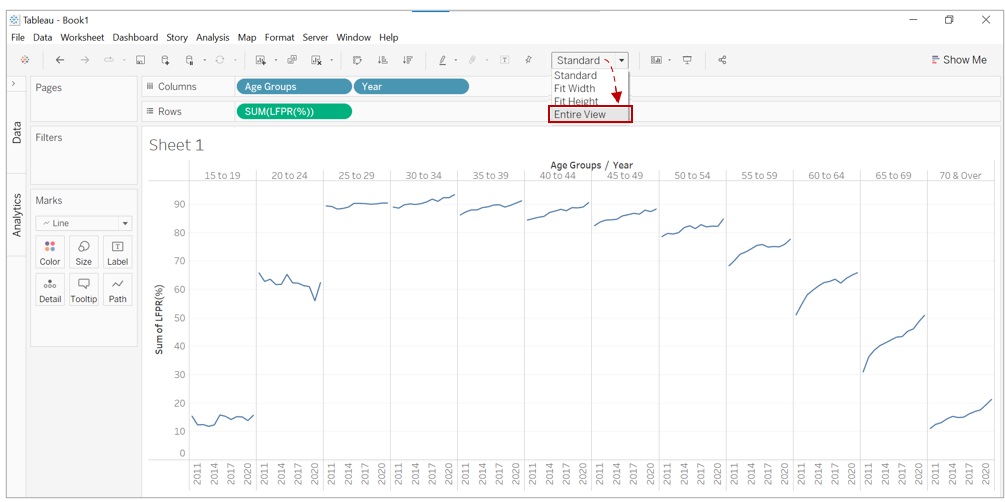 Tableau - Book1
File Data Worksheet Dashboard Story Analysis Map Format Server Window Help
Standard
Show Me
Standard
Fit Width
Fit Height
Entire View
Data
Analytics
Pages
Filters
Marks
Line
Color Size Label
Detail Tooltip Path
Columns Age Groups Year
Rows SUM(LFPR(%))
Sheet 1
Age Groups / Year
15 to 19 20 to 24 25 to 29 30 to 34 35 to 39 40 to 44 45 to 49 50 to 54 55 to 59 60 to 64 65 to 69 70 & Over
Sum of LFPR(%)
90
80
70
60
50
40
30
20
10
0
2011 2014 2017 2020 2011 2014 2017 2020 2011 2014 2017 2020 2011 2014 2017 2020 2011 2014 2017 2020 2011 2014 2017 2020 2011 2014 2017 2020 2011 2014 2017 2020 2011 2014 2017 2020 2011 2014 2017 2020 2011 2014 2017 2020 2011 2014 2017 2020